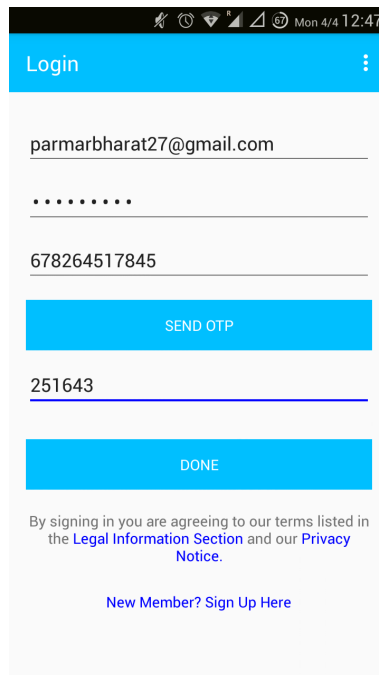 R 67 Mon 4/4 12:47
Login
parmarbharat27@gmail.com
•••••••••
678264517845
SEND OTP
251643
DONE
By signing in you are agreeing to our terms listed in
the Legal Information Section and our Privacy
Notice.
New Member? Sign Up Here